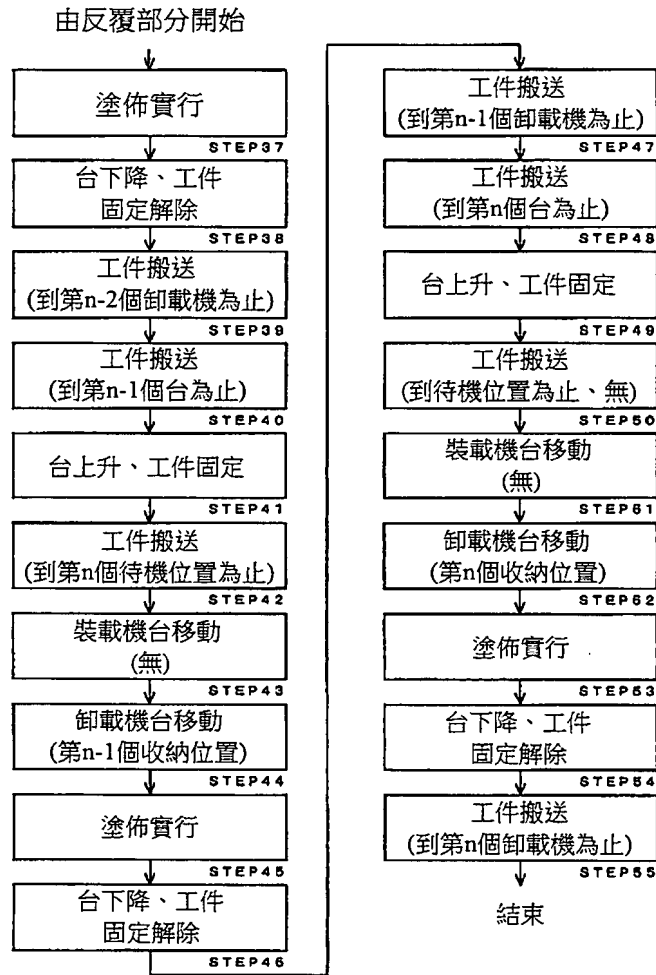 由反覆部分開始
塗佈實行
STEP37
台下降、工件
固定解除
STEP38
工件搬送
(到第n-2個卸載機為止)
STEP39
工件搬送
(到第n-1個台為止)
STEP40
台上升、工件固定
STEP41
工件搬送
(到第n個待機位置為止)
STEP42
裝載機台移動
(無)
STEP43
卸載機台移動
(第n-1個收納位置)
STEP44
塗佈實行
STEP45
台下降、工件
固定解除
STEP46
工件搬送
(到第n-1個卸載機為止)
STEP47
工件搬送
(到第n個台為止)
STEP48
台上升、工件固定
STEP49
工件搬送
(到待機位置為止、無)
STEP50
裝載機台移動
(無)
STEP51
卸載機台移動
(第n個收納位置)
STEP52
塗佈實行
STEP53
台下降、工件
固定解除
STEP54
工件搬送
(到第n個卸載機為止)
STEP55
結束